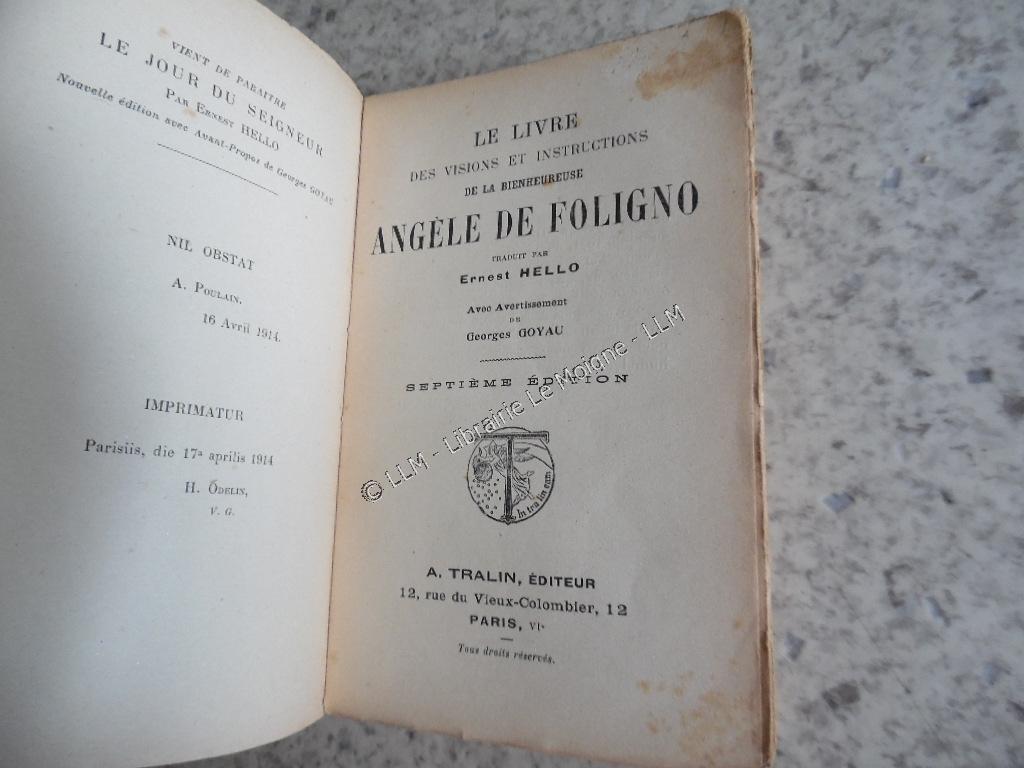 VIENT DE PARAITRE
LE JOUR DU SEIGNEUR
PAR ERNEST HELLO
Nouvelle édition avec Avant-Propos de Georges GOYAU
NIL OBSTAT
A. POULAIN.
16 Avril 1914.
IMPRIMATUR
Parisiis, die 17ª aprilis 1914
H. ODELIN,
V. G.
LE LIVRE
DES VISIONS ET INSTRUCTIONS
DE LA BIENHEUREUSE
ANGÈLE DE FOLIGNO
TRADUIT PAR
Ernest HELLO
Avec Avertissement
DE
Georges GOYAU
SEPTIÈME ÉDITION
In tra lineam
A. TRALIN, ÉDITEUR
12, rue du Vieux-Colombier, 12
PARIS, VIᵉ
Tous droits réservés.
© LLM - Librairie Le Moigne - LLM